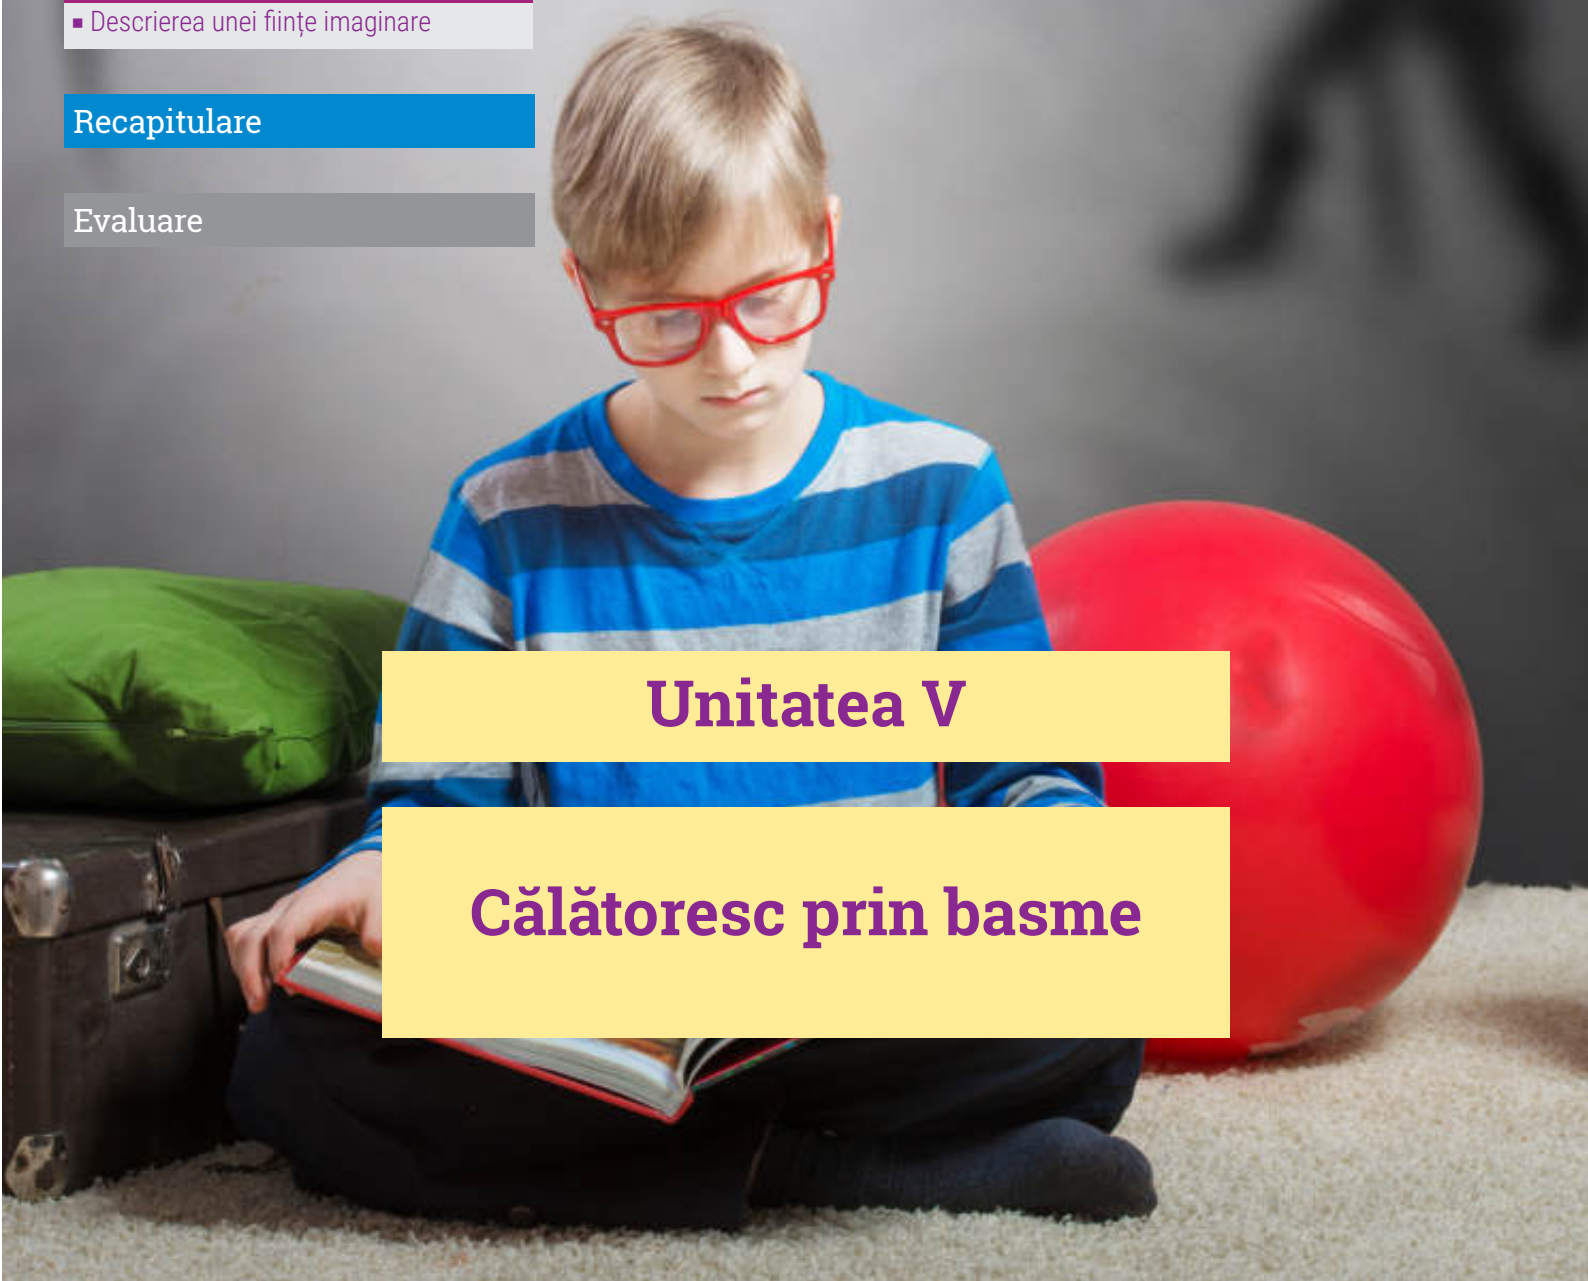 ▪ Descrierea unei ființe imaginare
Recapitulare
Evaluare
Unitatea V
Călătoresc prin basme